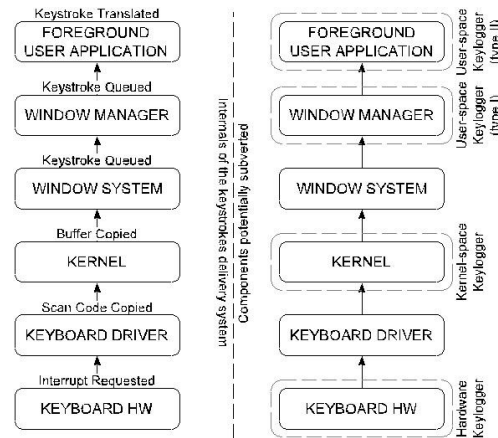 Keystroke Translated
FOREGROUND
USER APPLICATION
Keystroke Queued
WINDOW MANAGER
Keystroke Queued
WINDOW SYSTEM
Buffer Copied
KERNEL
Scan Code Copied
KEYBOARD DRIVER
Interrupt Requested
KEYBOARD HW
Internals of the keystrokes delivery system
Components potentially subverted
FOREGROUND
USER APPLICATION
WINDOW MANAGER
WINDOW SYSTEM
KERNEL
KEYBOARD DRIVER
KEYBOARD HW
User-space
Keylogger
(type II)
User-space
Keylogger
(type I)
Kernel-space
Keylogger
Hardware
Keylogger